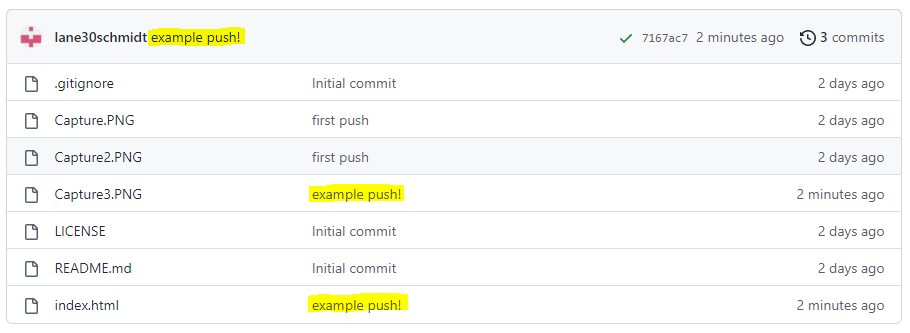 lane30schmidt example push! 7167ac7 2 minutes ago 3 commits
.gitignore Initial commit 2 days ago
Capture.PNG first push 2 days ago
Capture2.PNG first push 2 days ago
Capture3.PNG example push! 2 minutes ago
LICENSE Initial commit 2 days ago
README.md Initial commit 2 days ago
index.html example push! 2 minutes ago